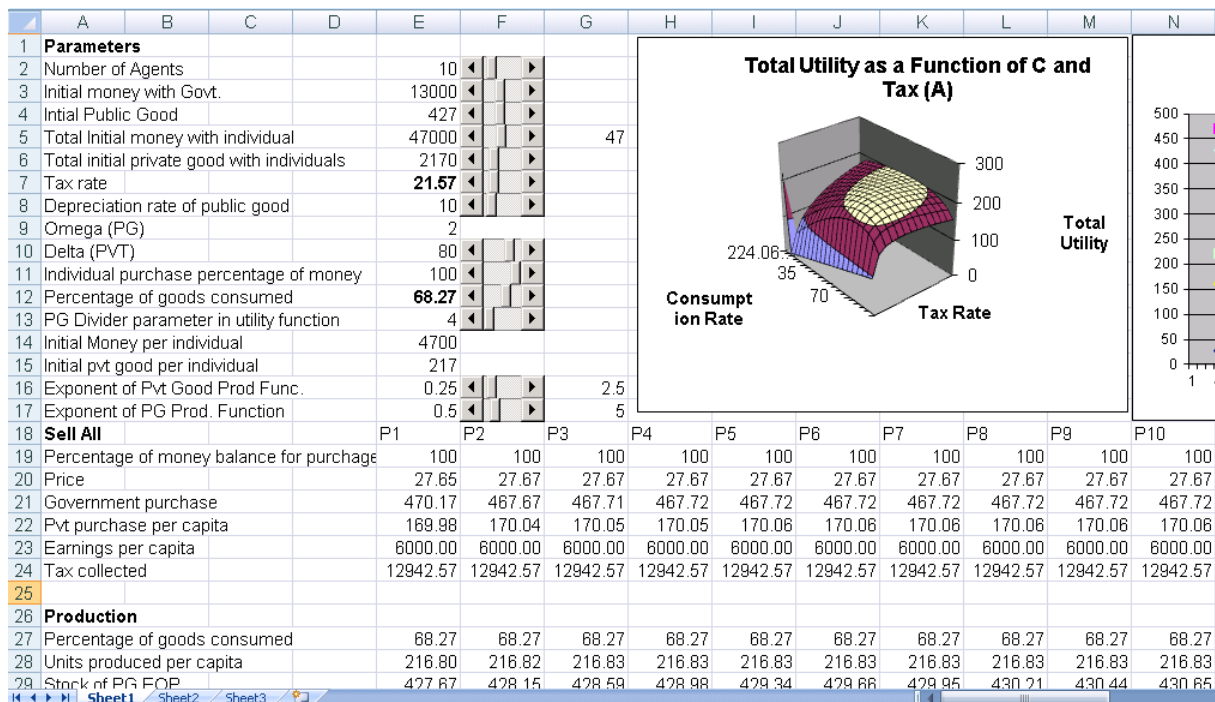 A B C D E F G H I J K L M N
1 Parameters
2 Number of Agents 10
3 Initial money with Govt. 13000
4 Intial Public Good 427
5 Total Initial money with individual 47000 47
6 Total initial private good with individuals 2170
7 Tax rate 21.57
8 Depreciation rate of public good 10
9 Omega (PG) 2
10 Delta (PVT) 80
11 Individual purchase percentage of money 100
12 Percentage of goods consumed 68.27
13 PG Divider parameter in utility function 4
14 Initial Money per individual 4700
15 Initial pvt good per individual 217
16 Exponent of Pvt Good Prod Func. 0.25 2.5
17 Exponent of PG Prod. Function 0.5 5
Total Utility as a Function of C and
Tax (A)
300
200
100
0
Total
Utility
224.06
35
70
Consumpt
ion Rate
Tax Rate
500
450
400
350
300
250
200
150
100
50
0
1
18 Sell All P1 P2 P3 P4 P5 P6 P7 P8 P9 P10
19 Percentage of money balance for purchage 100 100 100 100 100 100 100 100 100 100
20 Price 27.65 27.67 27.67 27.67 27.67 27.67 27.67 27.67 27.67 27.67
21 Government purchase 470.17 467.67 467.71 467.72 467.72 467.72 467.72 467.72 467.72 467.72
22 Pvt purchase per capita 169.98 170.04 170.05 170.05 170.06 170.06 170.06 170.06 170.06 170.06
23 Earnings per capita 6000.00 6000.00 6000.00 6000.00 6000.00 6000.00 6000.00 6000.00 6000.00 6000.00
24 Tax collected 12942.57 12942.57 12942.57 12942.57 12942.57 12942.57 12942.57 12942.57 12942.57 12942.57
25
26 Production
27 Percentage of goods consumed 68.27 68.27 68.27 68.27 68.27 68.27 68.27 68.27 68.27 68.27
28 Units produced per capita 216.80 216.82 216.83 216.83 216.83 216.83 216.83 216.83 216.83 216.83
29 Stock of PG EOP 427.67 428.15 428.59 428.98 429.34 429.66 429.95 430.21 430.44 430.65
Sheet1 Sheet2 Sheet3